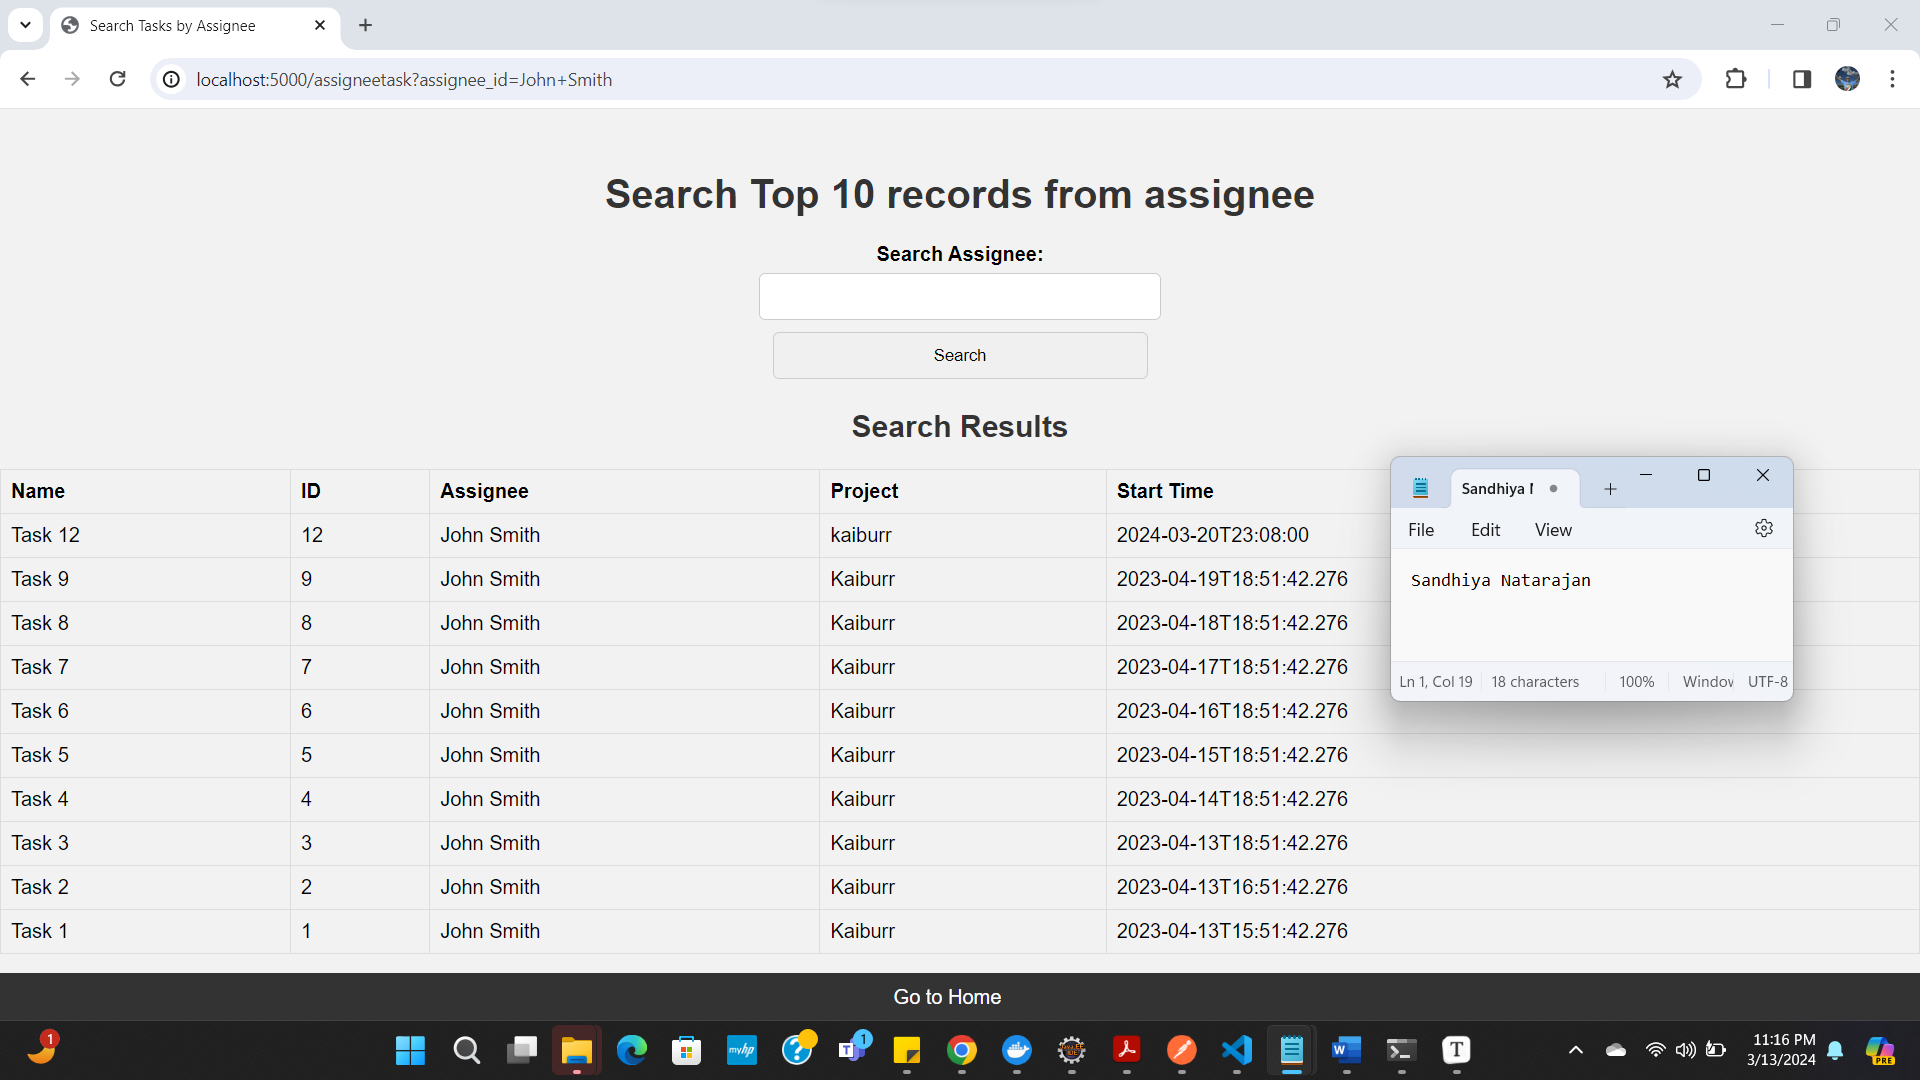 Search Tasks by Assignee
localhost:5000/assigneetask?assignee_id=John+Smith
Search Top 10 records from assignee
Search Assignee:
Search
Search Results
Name ID Assignee Project Start Time
Task 12 12 John Smith kaiburr 2024-03-20T23:08:00
Task 9 9 John Smith Kaiburr 2023-04-19T18:51:42.276
Task 8 8 John Smith Kaiburr 2023-04-18T18:51:42.276
Task 7 7 John Smith Kaiburr 2023-04-17T18:51:42.276
Task 6 6 John Smith Kaiburr 2023-04-16T18:51:42.276
Task 5 5 John Smith Kaiburr 2023-04-15T18:51:42.276
Task 4 4 John Smith Kaiburr 2023-04-14T18:51:42.276
Task 3 3 John Smith Kaiburr 2023-04-13T18:51:42.276
Task 2 2 John Smith Kaiburr 2023-04-13T16:51:42.276
Task 1 1 John Smith Kaiburr 2023-04-13T15:51:42.276
Sandhiya
File Edit View
Sandhiya Natarajan
Ln 1, Col 19 18 characters 100% Window UTF-8
Go to Home
1
myhp
1
T
11:16 PM
3/13/2024
PRE